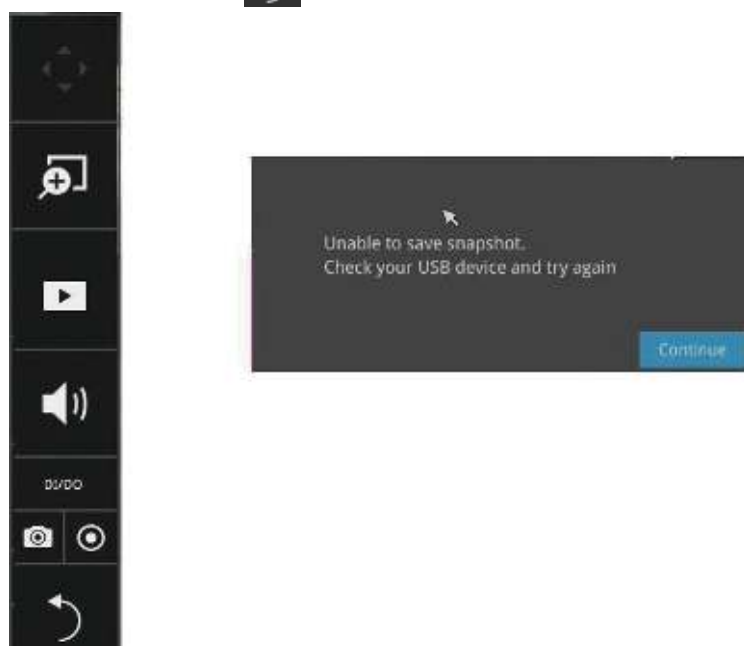 Unable to save snapshot.
Check your USB device and try again
Continue
DI/DO